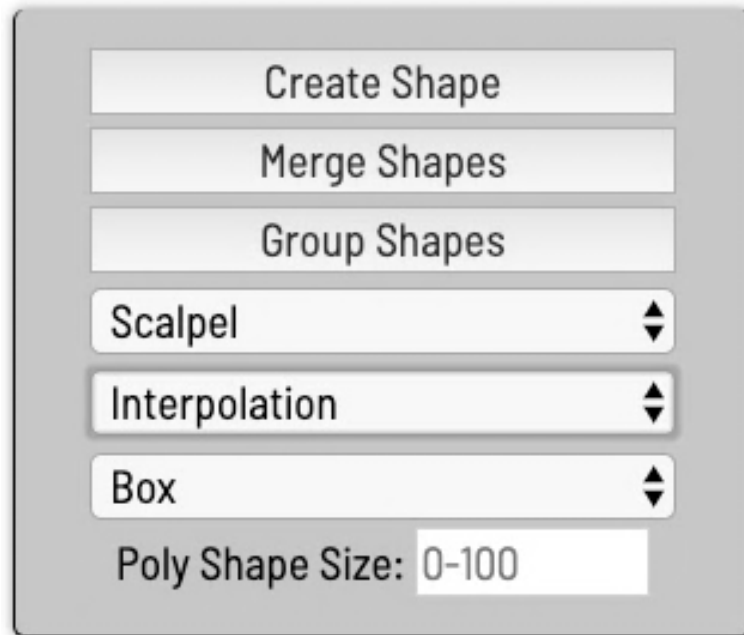 Create Shape
Merge Shapes
Group Shapes
Scalpel
Interpolation
Box
Poly Shape Size: 0-100